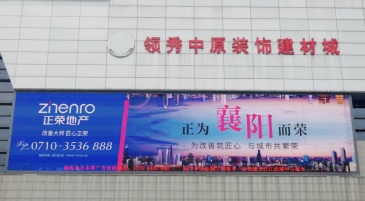 领秀中原装饰建材城
zhenro
正荣地产
改善大师 匠心正荣
Vip. 0710-3536 888
正为襄阳而荣
为改善筑匠心 与城市共繁荣